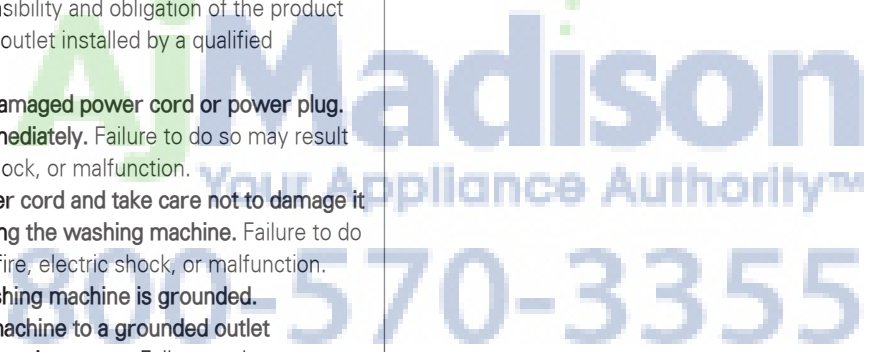 sibility and obligation of the product
outlet installed by a qualified
amaged power cord or power plug.
mediately. Failure to do so may result
ock, or malfunction.
er cord and take care not to damage it
ng the washing machine. Failure to do
fire, electric shock, or malfunction.
shing machine is grounded.
nachine to a grounded outlet
AjMadison
Your Appliance Authority™
800-570-3355